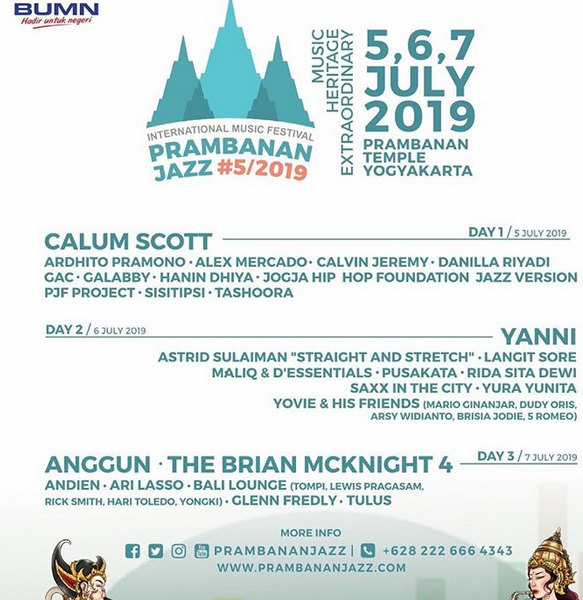 BUMN
Hadir untuk negeri
INTERNATIONAL MUSIC FESTIVAL
PRAMBANAN
JAZZ #5/2019
MUSIC
HERITAGE
EXTRAORDINARY
5,6,7
JULY
2019
PRAMBANAN
TEMPLE
YOGYAKARTA
CALUM SCOTT
DAY 1 / 5 JULY 2019
ARDHITO PRAMONO • ALEX MERCADO • CALVIN JEREMY • DANILLA RIYADI
GAC • GALABBY • HANIN DHIYA • JOGJA HIP HOP FOUNDATION JAZZ VERSION
PJF PROJECT • SISITIPSI • TASHOORA
DAY 2 / 6 JULY 2019
YANNI
ASTRID SULAIMAN "STRAIGHT AND STRETCH" • LANGIT SORE
MALIQ & D'ESSENTIALS • PUSAKATA • RIDA SITA DEWI
SAXX IN THE CITY • YURA YUNITA
YOVIE & HIS FRIENDS (MARIO GINANJAR, DUDY ORIS,
ARSY WIDIANTO, BRISIA JODIE, 5 ROMEO)
ANGGUN • THE BRIAN MCKNIGHT 4
DAY 3 / 7 JULY 2019
ANDIEN • ARI LASSO • BALI LOUNGE (TOMPI, LEWIS PRAGASAM,
RICK SMITH, HARI TOLEDO, YONGKI) • GLENN FREDLY • TULUS
MORE INFO
PRAMBANANJAZZ | +628 222 666 4343
WWW.PRAMBANANJAZZ.COM